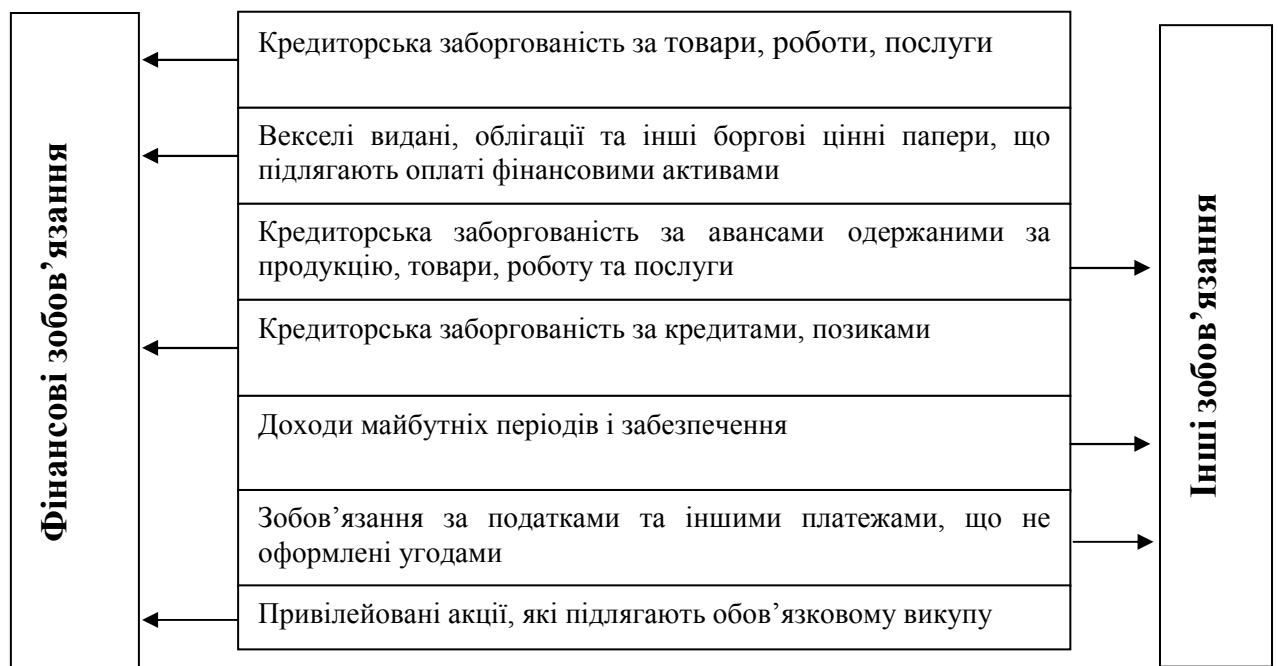 Фінансові зобов’язання
Кредиторська заборгованість за товари, роботи, послуги
Векселі видані, облігації та інші боргові цінні папери, що
підлягають оплаті фінансовими активами
Кредиторська заборгованість за авансами одержаними за
продукцію, товари, роботу та послуги
Кредиторська заборгованість за кредитами, позиками
Доходи майбутніх періодів і забезпечення
Зобов’язання за податками та іншими платежами, що не
оформлені угодами
Привілейовані акції, які підлягають обов’язковому викупу
Інші зобов’язання